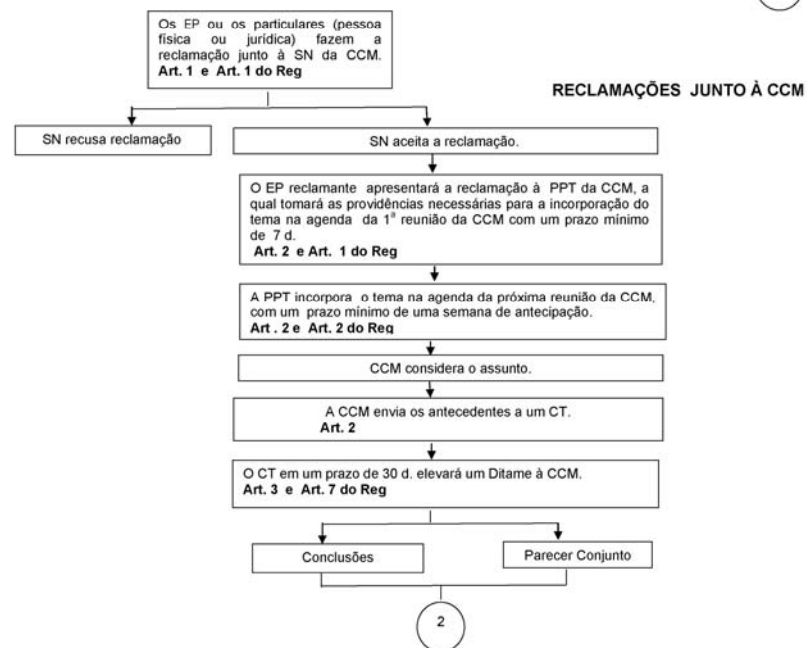 Os EP ou os particulares (pessoa
física ou jurídica) fazem a
reclamação junto à SN da CCM.
Art. 1 e Art. 1 do Reg
RECLAMAÇÕES JUNTO À CCM
SN recusa reclamação
SN aceita a reclamação.
O EP reclamante apresentará a reclamação à PPT da CCM, a
qual tomará as providências necessárias para a incorporação do
tema na agenda da 1ª reunião da CCM com um prazo mínimo
de 7 d.
Art. 2 e Art. 1 do Reg
A PPT incorpora o tema na agenda da próxima reunião da CCM,
com um prazo mínimo de uma semana de antecipação.
Art . 2 e Art. 2 do Reg
CCM considera o assunto.
A CCM envia os antecedentes a um CT.
Art. 2
O CT em um prazo de 30 d. elevará um Ditame à CCM.
Art. 3 e Art. 7 do Reg
Conclusões
Parecer Conjunto
2